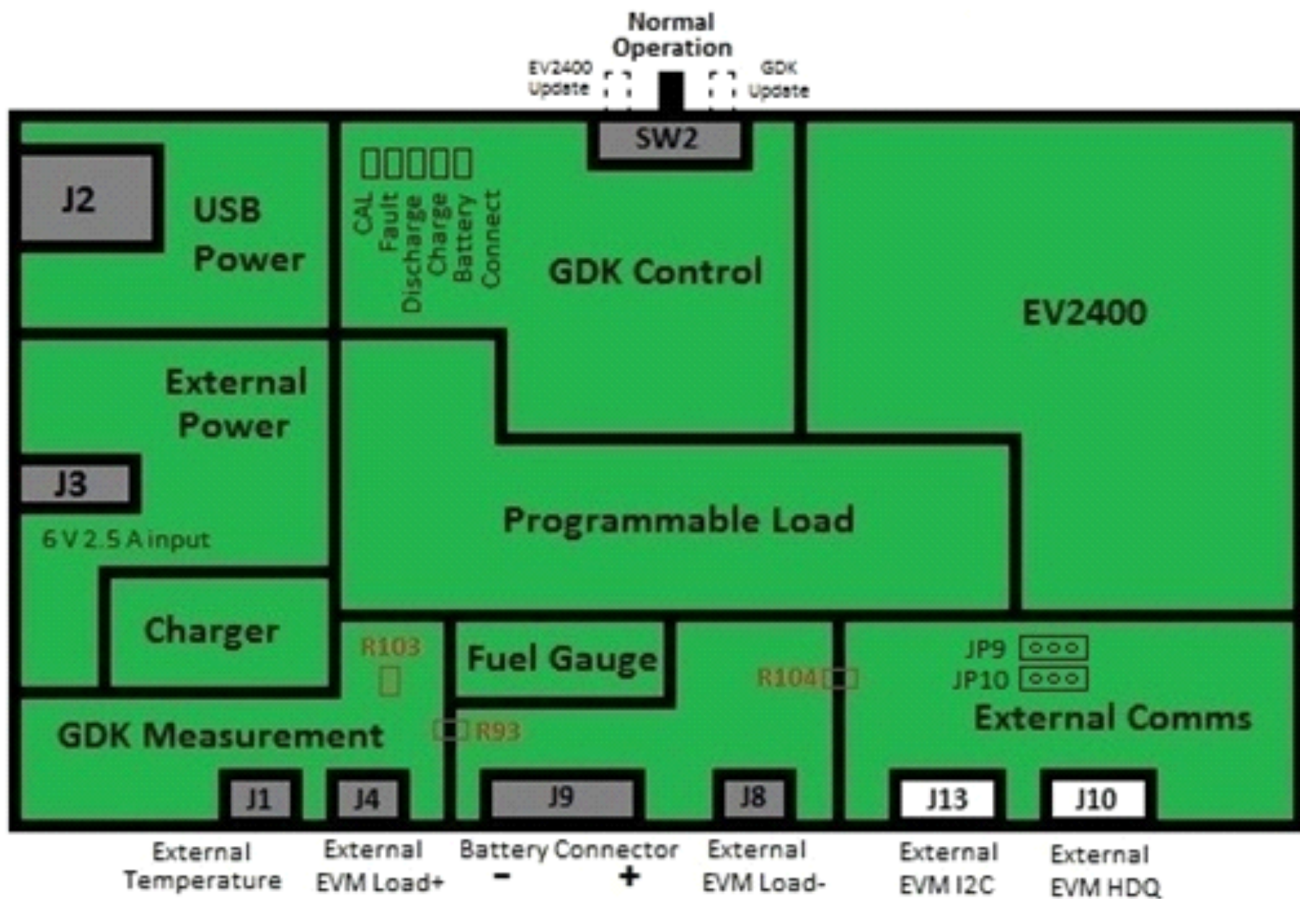 Normal
Operation
EV2400
Update
GDK
Update
SW2
J2
USB
Power
CAL
Fault
Discharge
Charge
Battery
Connect
GDK Control
EV2400
External
Power
J3
6 V 2.5 A input
Programmable Load
Charger
R103
Fuel Gauge
R104
JP9
JP10
External Comms
GDK Measurement
R93
J1
J4
J9
J8
J13
J10
External
Temperature
External
EVM Load+
Battery Connector
- +
External
EVM Load-
External
EVM I2C
External
EVM HDQ